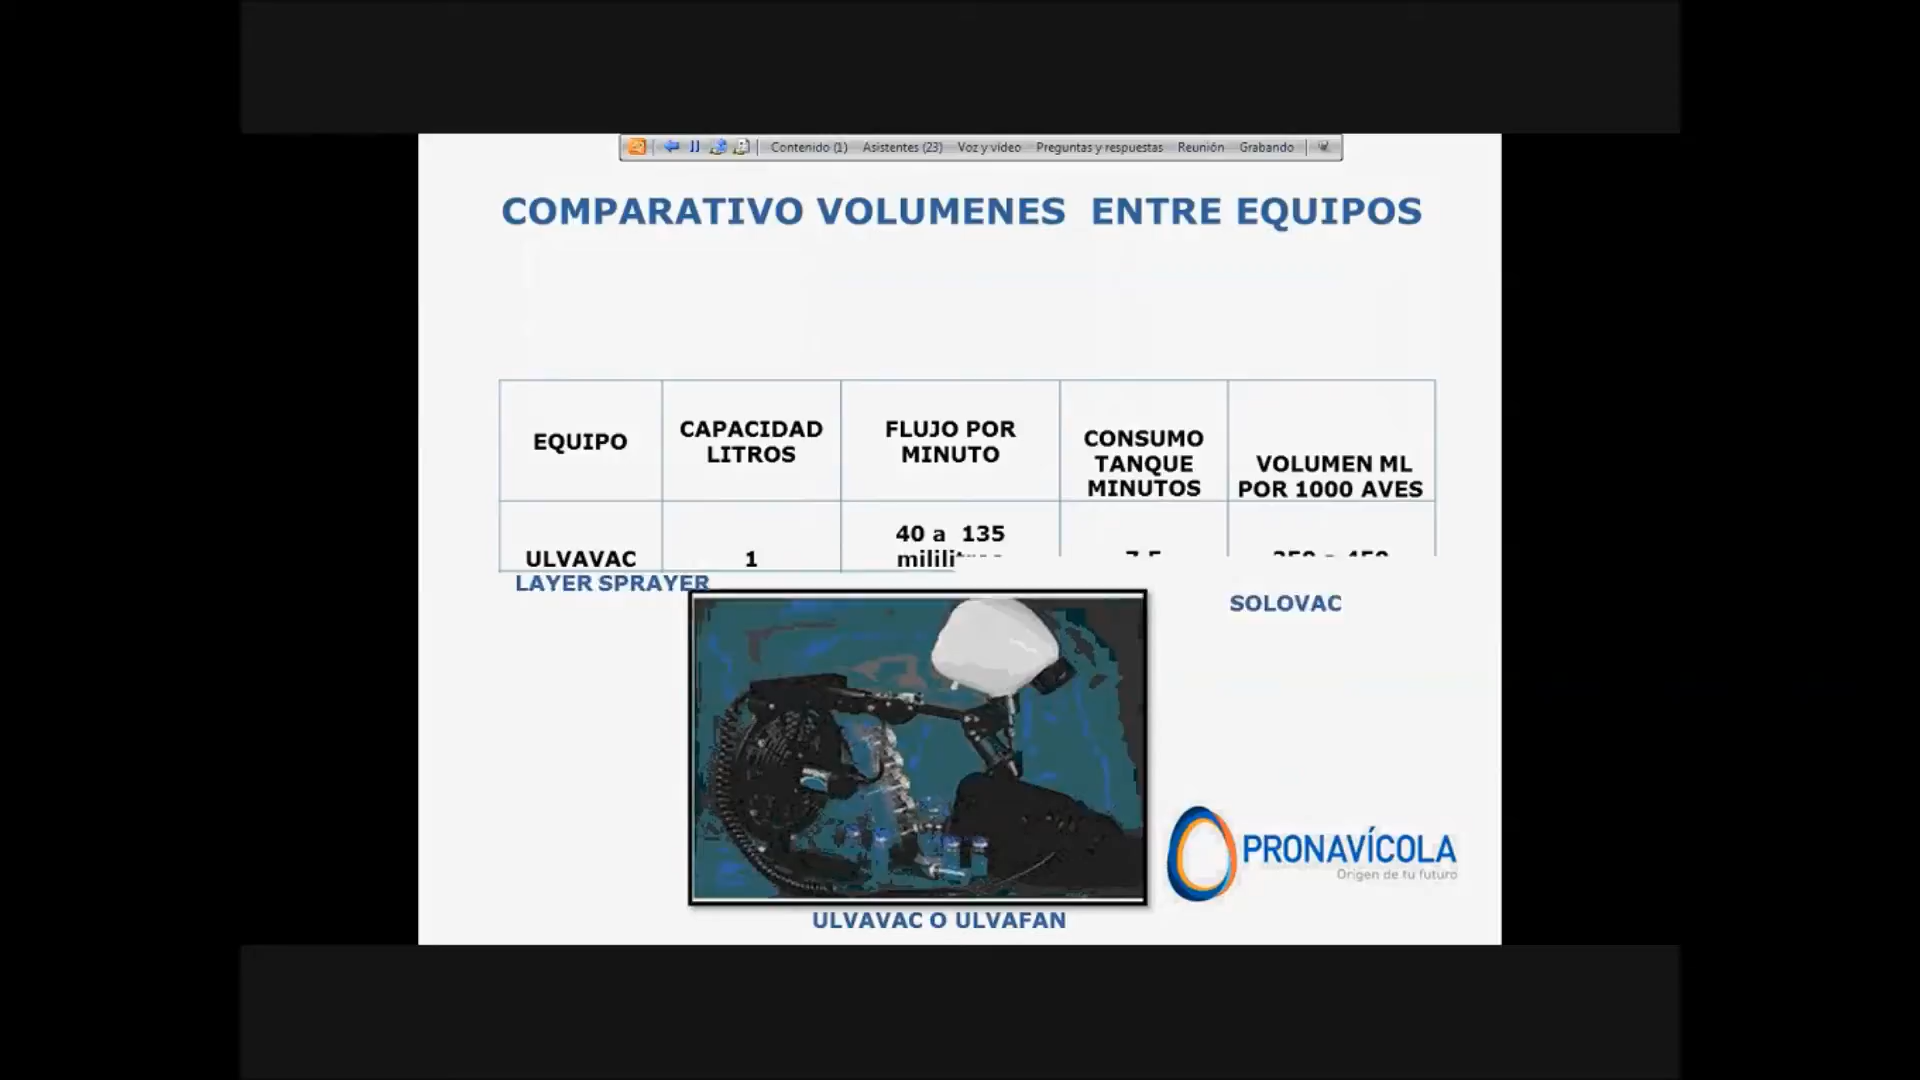 Contenido (1) Asistentes (23) Voz y vídeo Preguntas y respuestas Reunión Grabando
COMPARATIVO VOLUMENES ENTRE EQUIPOS
EQUIPO
CAPACIDAD
LITROS
FLUJO POR
MINUTO
CONSUMO
TANQUE
MINUTOS
VOLUMEN ML
POR 1000 AVES
ULVAVAC
1
40 a 135
LAYER SPRAYER
SOLOVAC
PRONAVÍCOLA
Origen de tu futuro
ULVAVAC O ULVAFAN